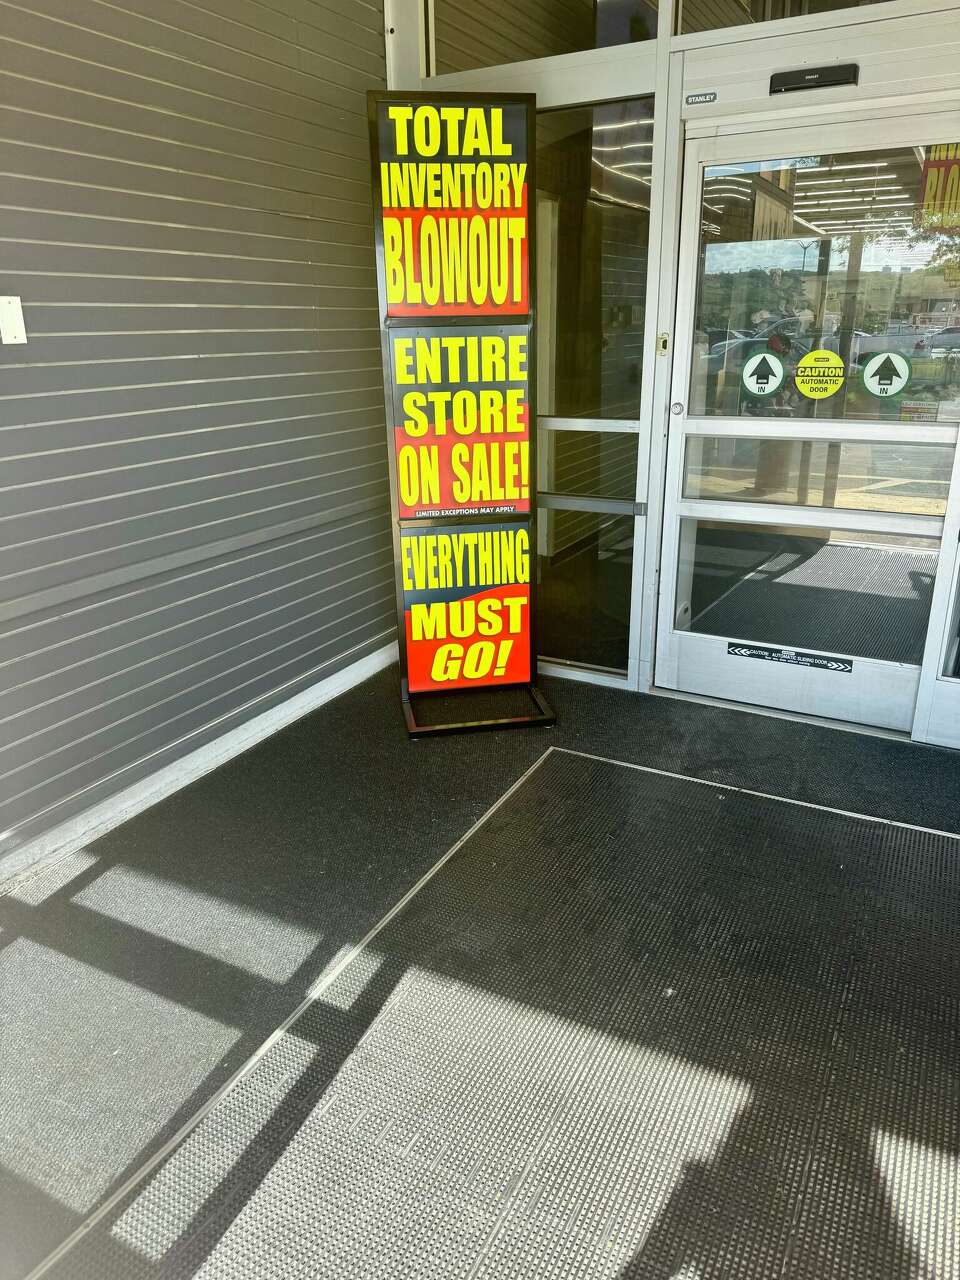 TOTAL
INVENTORY
BLOWOUT
ENTIRE
STORE
ON SALE!
LIMITED EXCEPTIONS MAY APPLY
EVERYTHING
MUST
GO!
STANLEY
STANLEY
IN
CAUTION
AUTOMATIC
DOOR
IN
CAUTION AUTOMATIC SLIDING DOOR